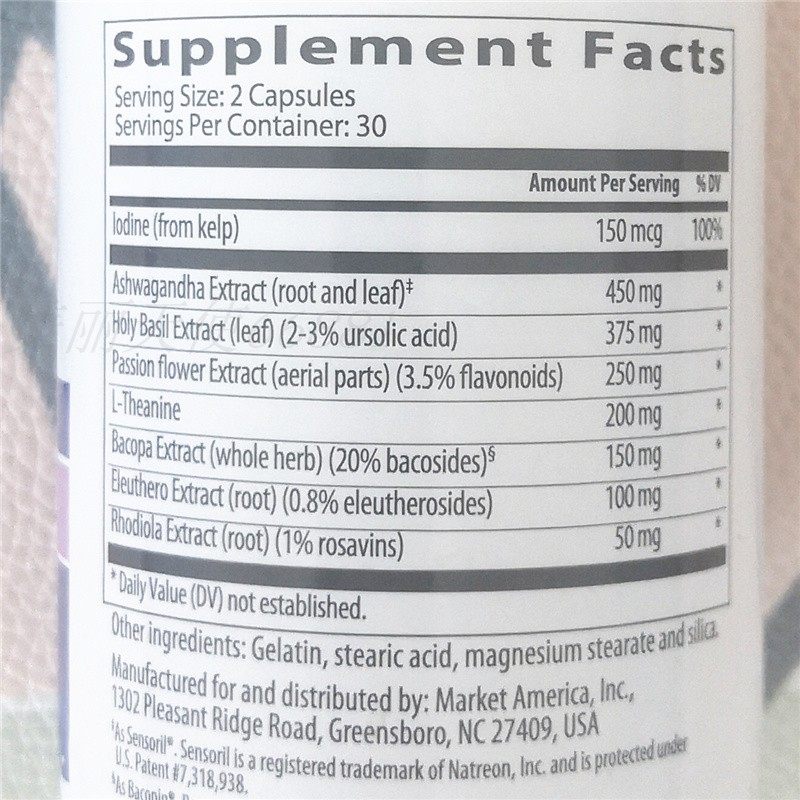 Supplement Facts
Serving Size: 2 Capsules
Servings Per Container: 30
Amount Per Serving % DV
Iodine (from kelp) 150 mcg 100%
Ashwagandha Extract (root and leaf)‡ 450 mg *
Holy Basil Extract (leaf) (2-3% ursolic acid) 375 mg *
Passion flower Extract (aerial parts) (3.5% flavonoids) 250 mg *
L-Theanine 200 mg *
Bacopa Extract (whole herb) (20% bacosides)§ 150 mg *
Eleuthero Extract (root) (0.8% eleutherosides) 100 mg *
Rhodiola Extract (root) (1% rosavins) 50 mg *
* Daily Value (DV) not established.
Other ingredients: Gelatin, stearic acid, magnesium stearate and silica.
Manufactured for and distributed by: Market America, Inc.,
1302 Pleasant Ridge Road, Greensboro, NC 27409, USA
‡As Sensoril®. Sensoril is a registered trademark of Natreon, Inc. and is protected under
U.S. Patent #7,318,938.